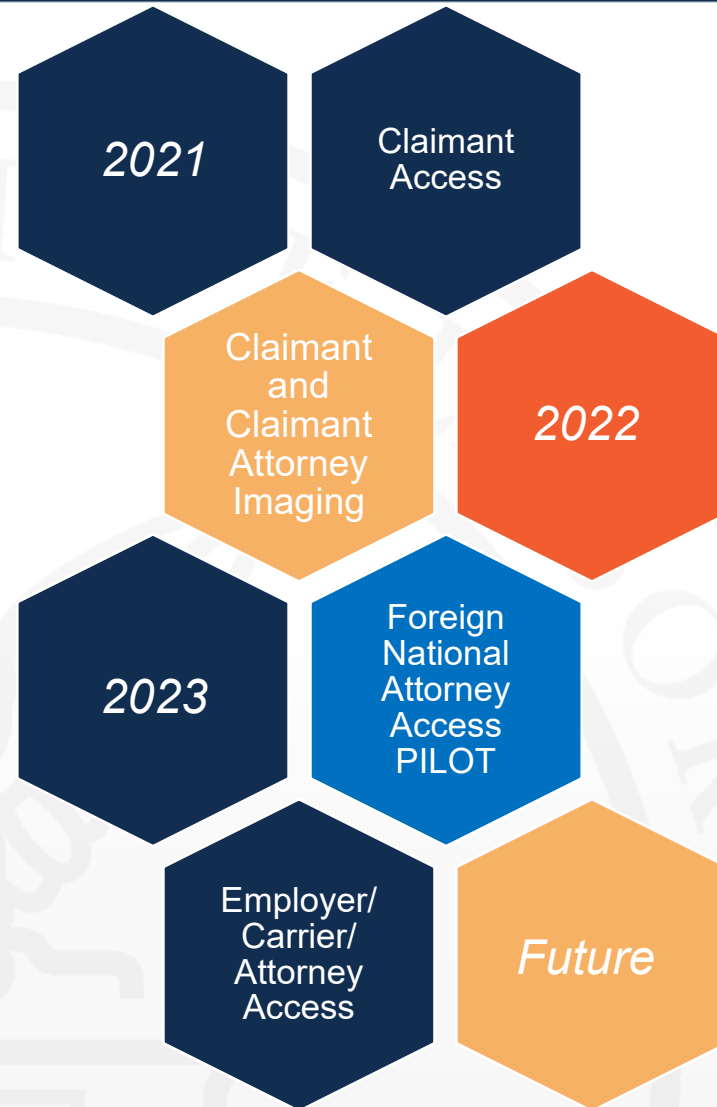 2021
Claimant
Access
Claimant
and
Claimant
Attorney
Imaging
2022
2023
Foreign
National
Attorney
Access
PILOT
Employer/
Carrier/
Attorney
Access
Future